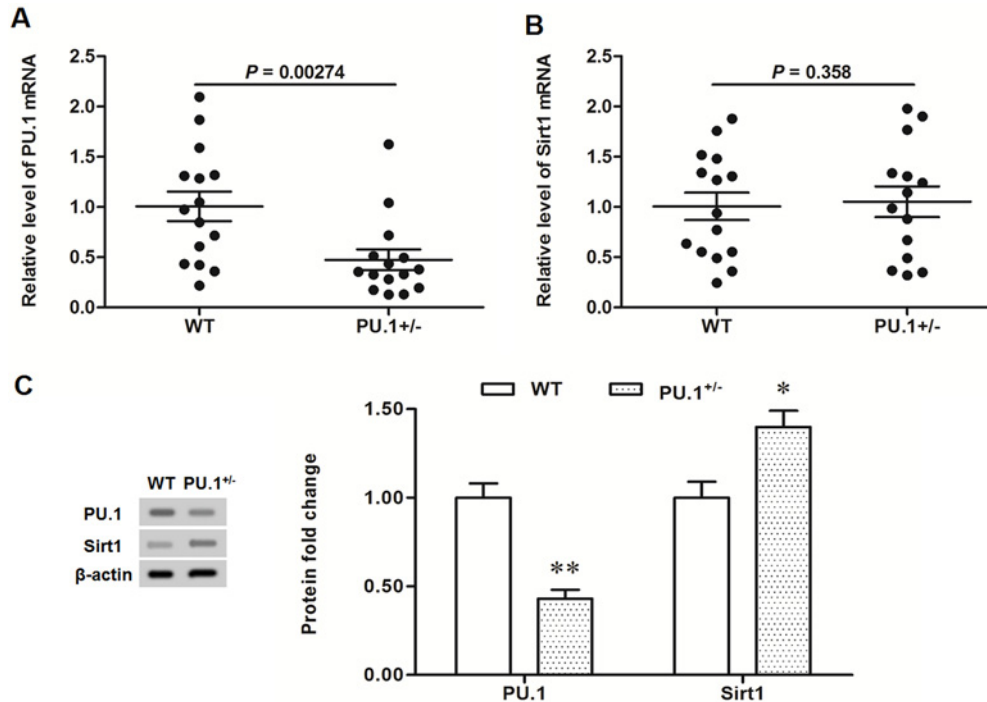 A
Relative level of PU.1 mRNA
2.5
2.0
1.5
1.0
0.5
0.0
P = 0.00274
WT PU.1+/-
B
Relative level of Sirt1 mRNA
2.5
2.0
1.5
1.0
0.5
0.0
P = 0.358
WT PU.1+/-
C
WT PU.1+/-
PU.1
Sirt1
β-actin
WT PU.1+/-
Protein fold change
1.50
1.00
0.50
0.00
**
*
PU.1 Sirt1